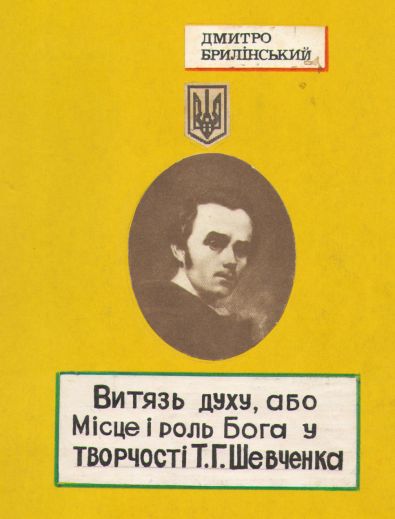 ДМИТРО
БРИЛІНСЬКИЙ
Витязь духу, або
Місце і роль Бога у
творчості Т.Г.Шевченка